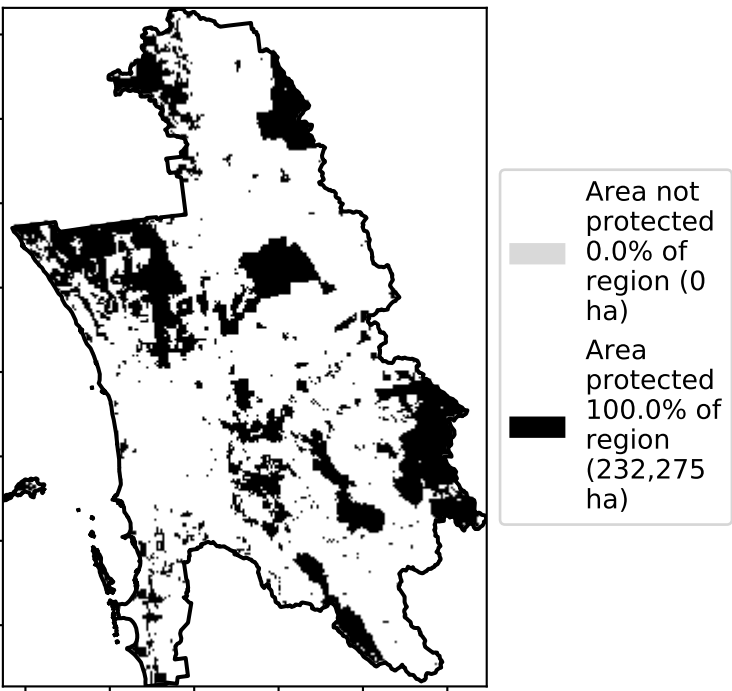 Area not
protected
0.0% of
region (0
ha)
Area
protected
100.0% of
region
(232,275
ha)